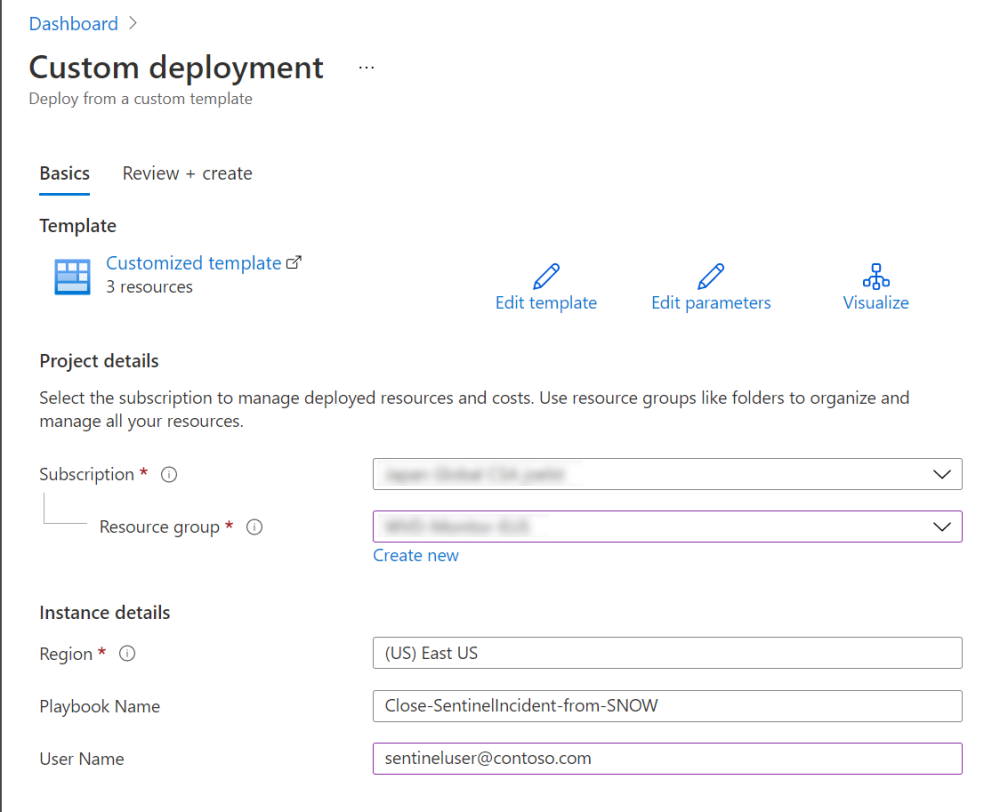 Dashboard >
Custom deployment ...
Deploy from a custom template
Basics Review + create
Template
Customized template
3 resources
Edit template Edit parameters Visualize
Project details
Select the subscription to manage deployed resources and costs. Use resource groups like folders to organize and
manage all your resources.
Subscription *
Resource group *
Create new
Instance details
Region * (US) East US
Playbook Name Close-SentinelIncident-from-SNOW
User Name sentineluser@contoso.com